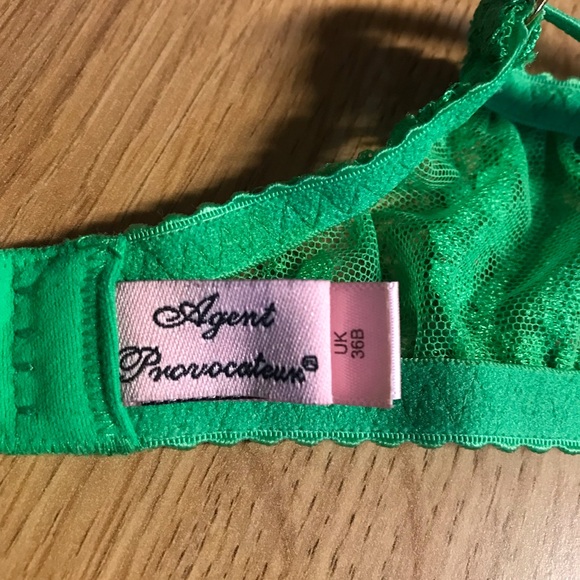 Agent
Provocateur®
UK
36B